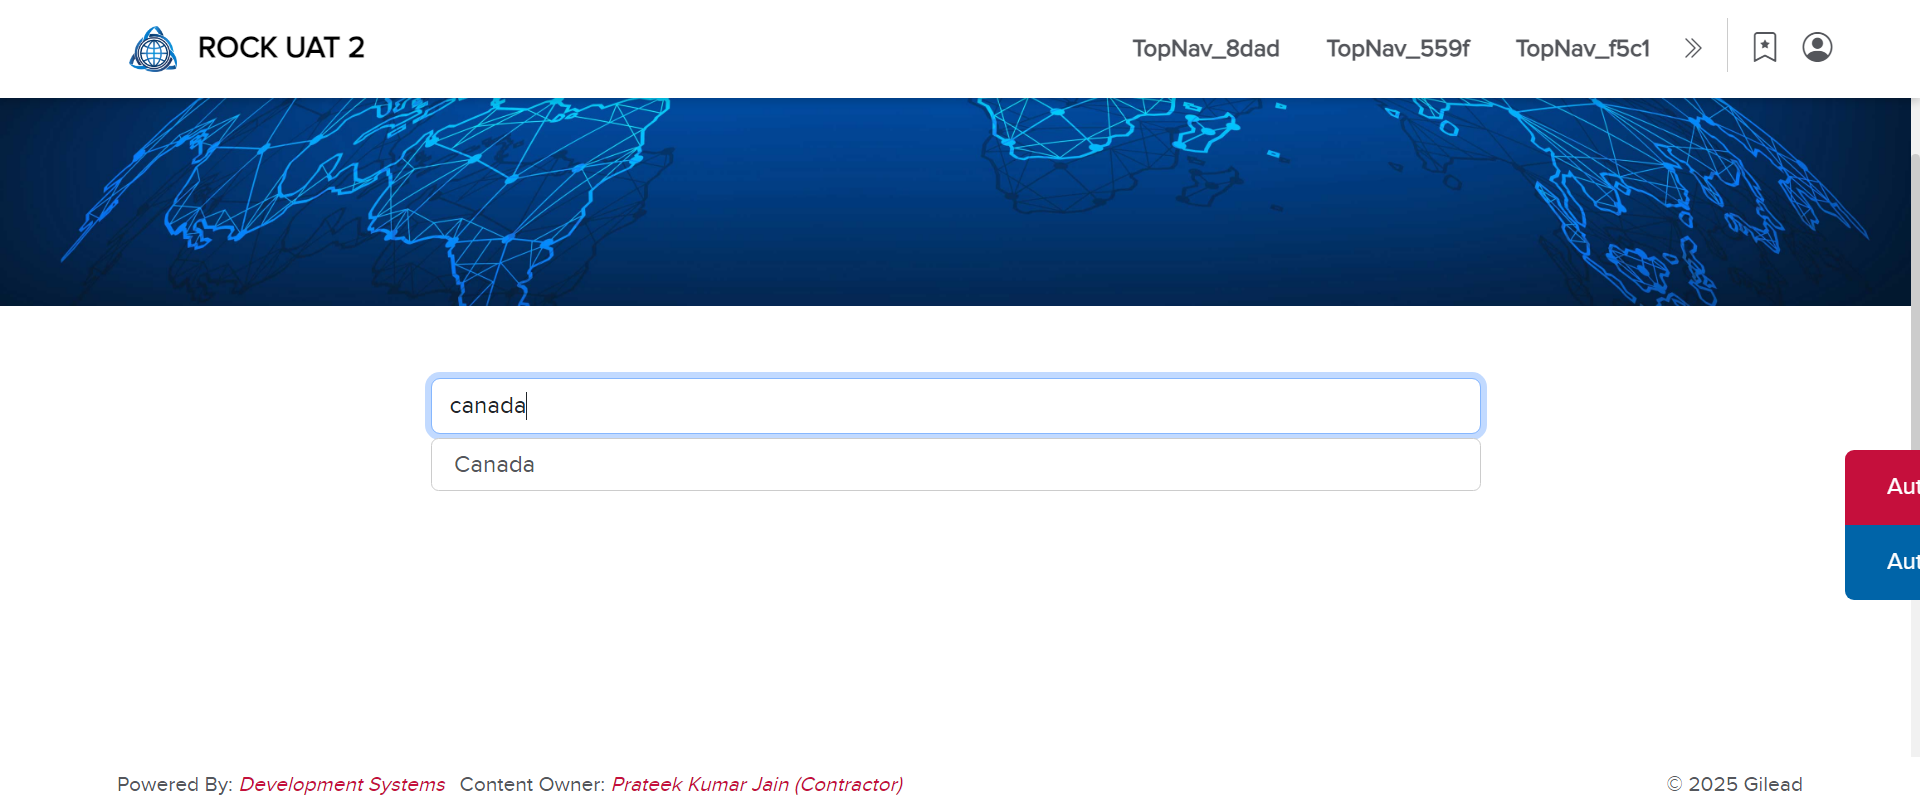 ROCK UAT 2
TopNav_8dad TopNav_559f TopNav_f5c1
canada
Canada
Aut
Aut
Powered By: Development Systems Content Owner: Prateek Kumar Jain (Contractor)
© 2025 Gilead